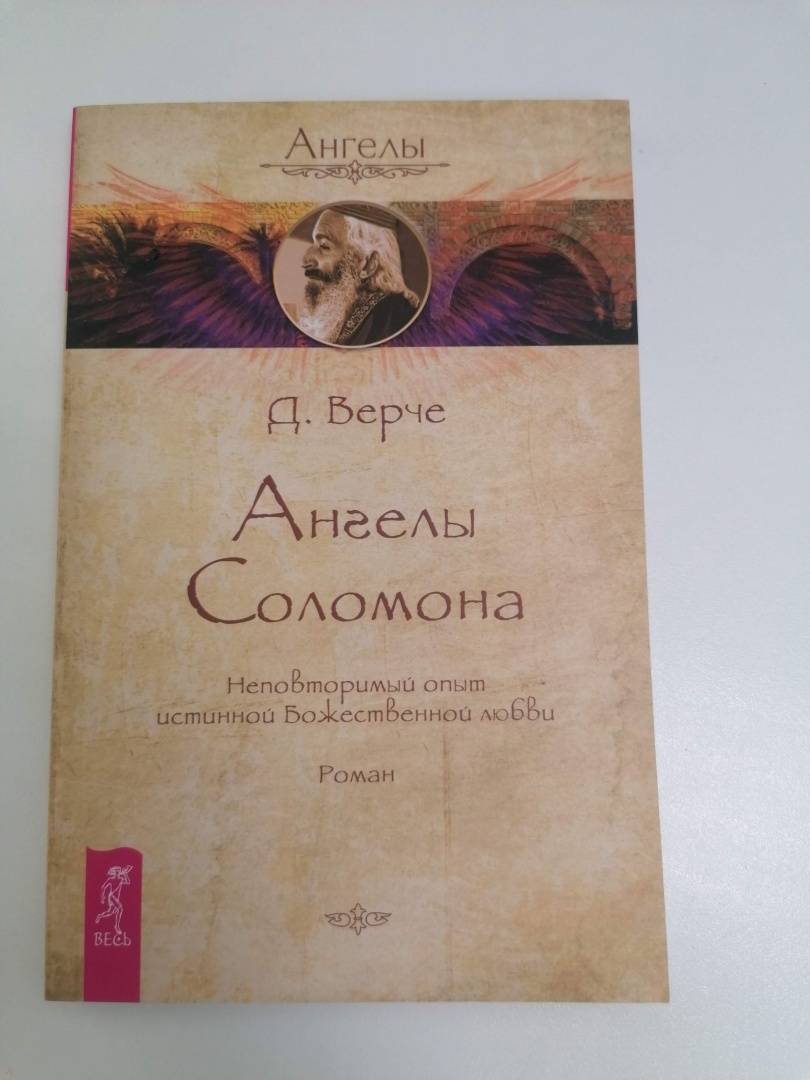 Ангелы
Д. Верче
Ангелы
Соломона
Неповторимый опыт
истинной Божественной любви
Роман
ВЕСЬ